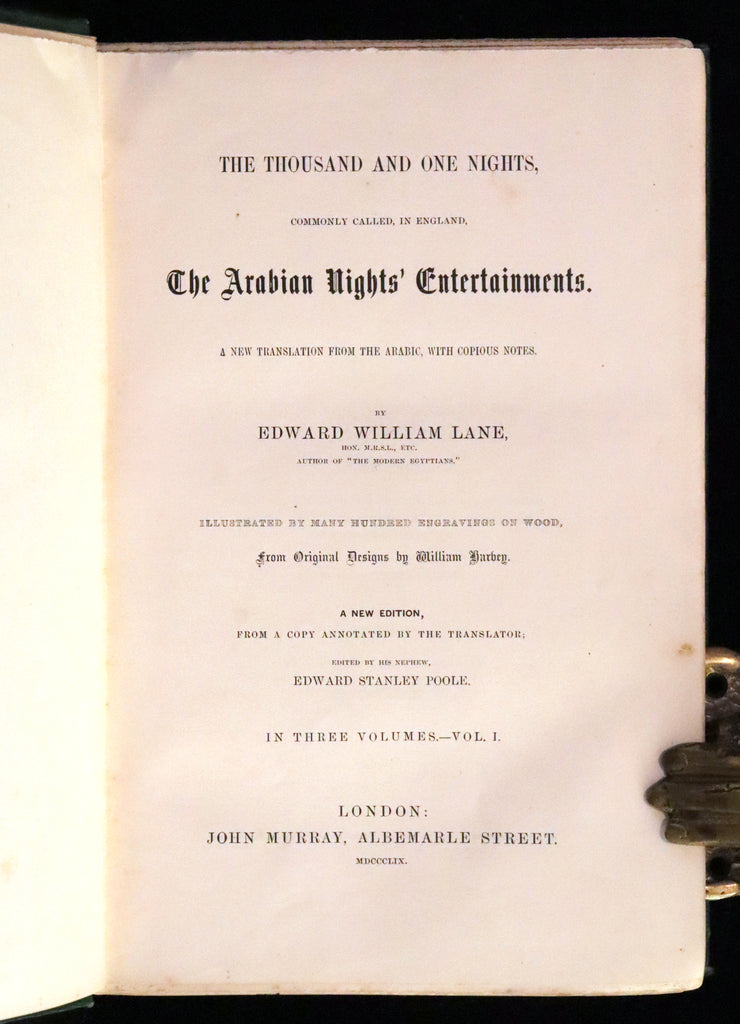 THE THOUSAND AND ONE NIGHTS,
COMMONLY CALLED, IN ENGLAND,
The Arabian Nights' Entertainments.
A NEW TRANSLATION FROM THE ARABIC, WITH COPIOUS NOTES.
BY
EDWARD WILLIAM LANE,
HON. M.R.S.L., ETC.
AUTHOR OF "THE MODERN EGYPTIANS."
ILLUSTRATED BY MANY HUNDRED ENGRAVINGS ON WOOD,
From Original Designs by William Harvey.
A NEW EDITION,
FROM A COPY ANNOTATED BY THE TRANSLATOR;
EDITED BY HIS NEPHEW,
EDWARD STANLEY POOLE.
IN THREE VOLUMES.—VOL. I.
LONDON:
JOHN MURRAY, ALBEMARLE STREET.
MDCCCLIX.